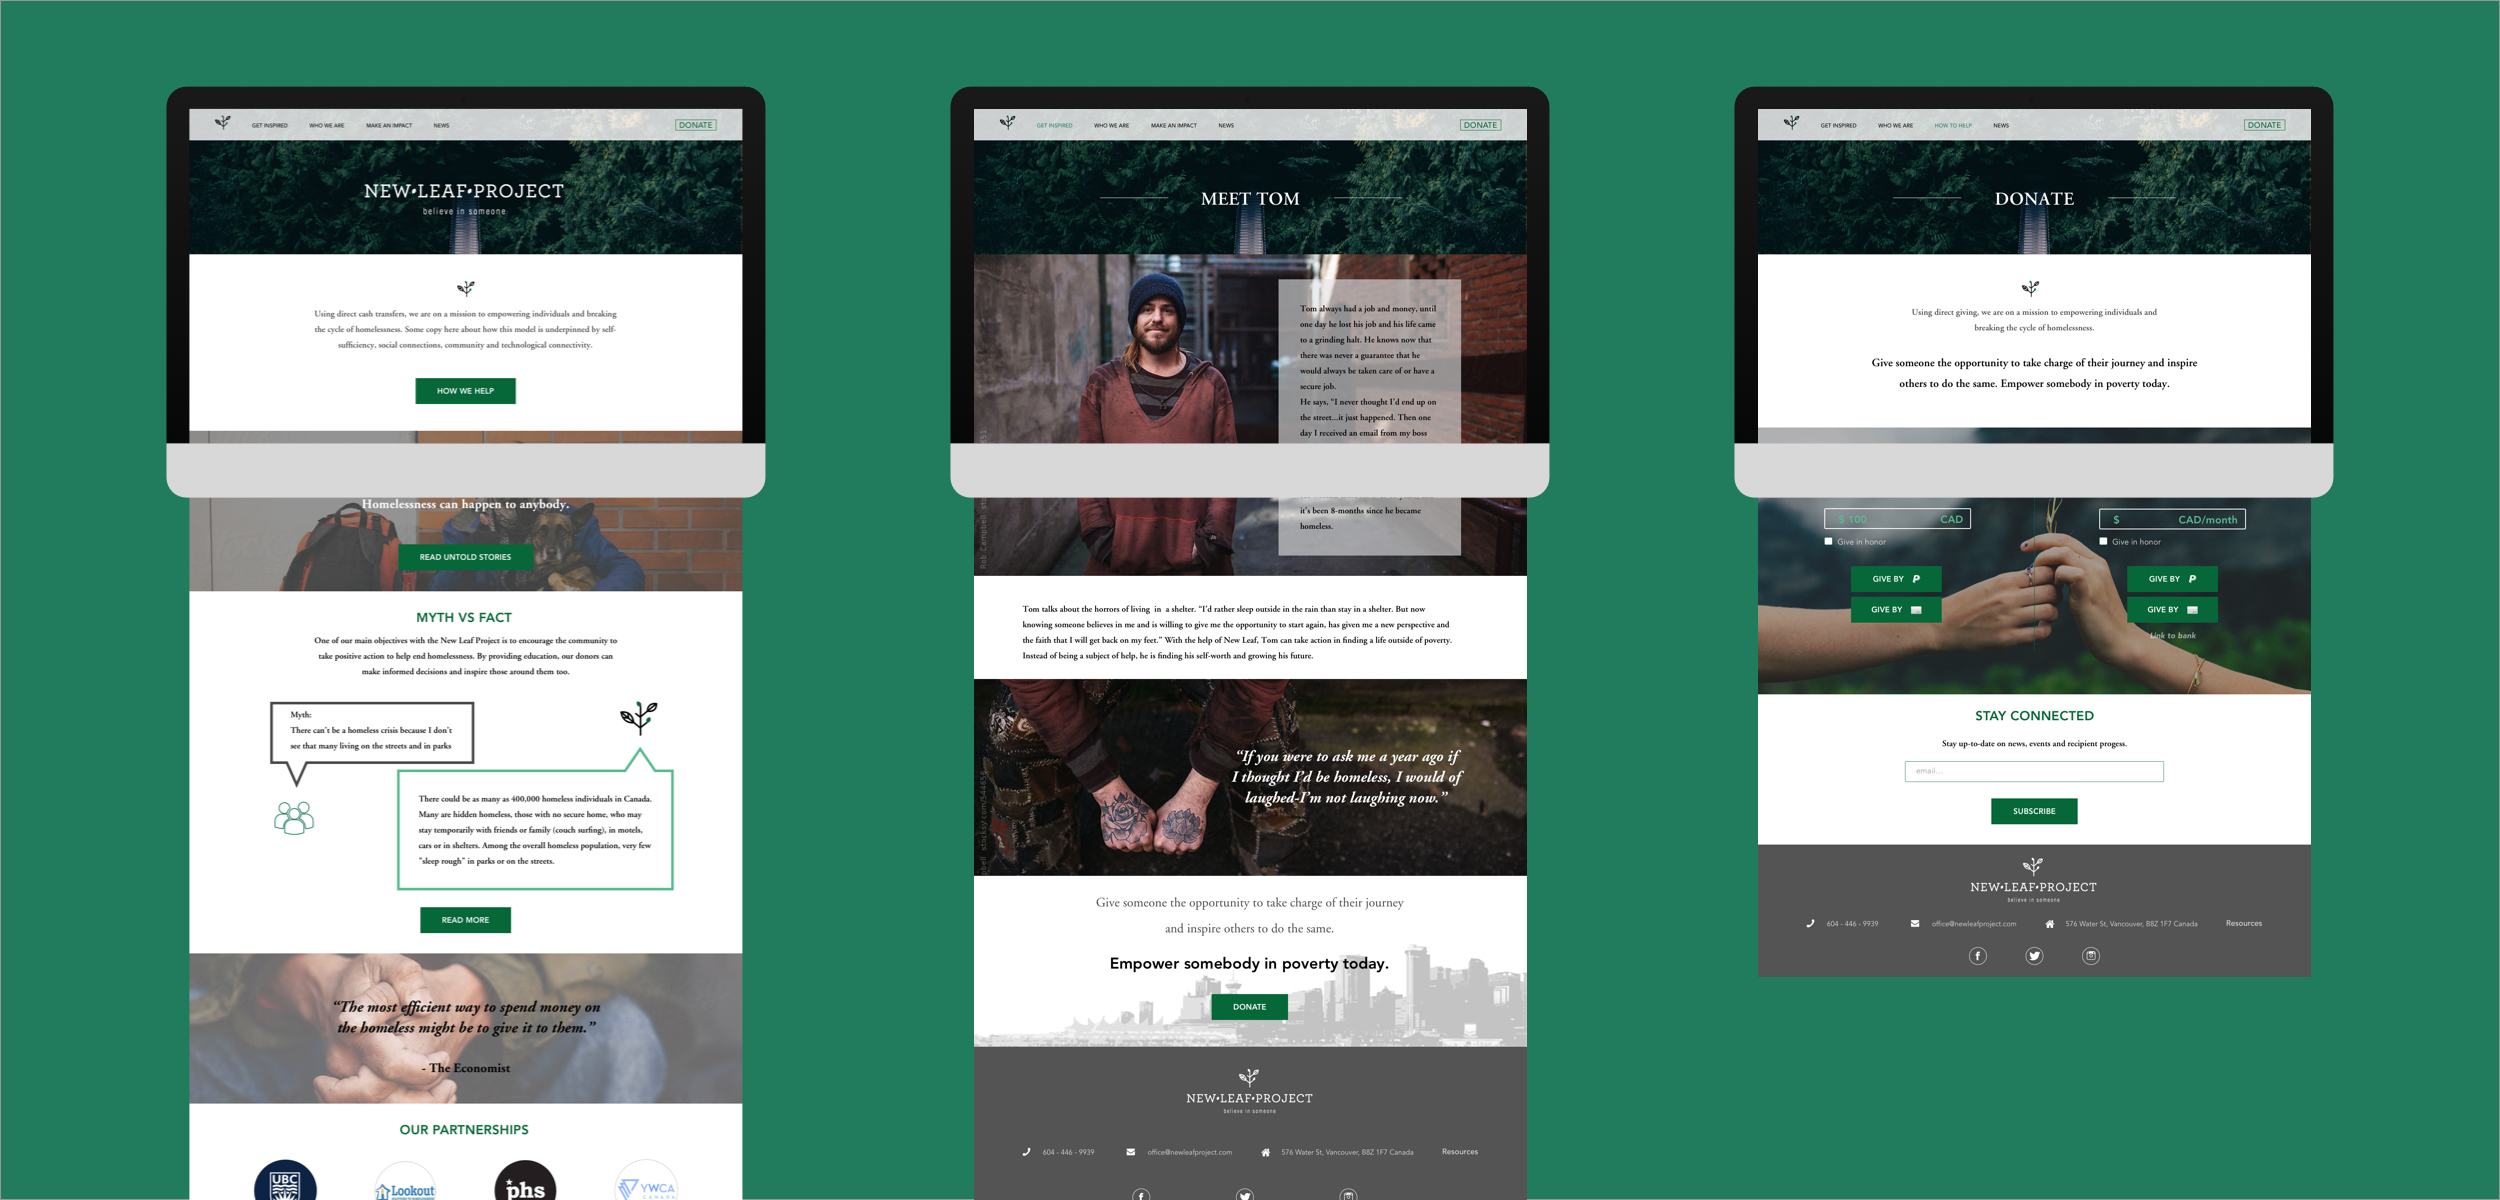 GET INSPIRED
WHO WE ARE
MAKE AN IMPACT
NEWS
DONATE
NEW•LEAF•PROJECT
believe in someone
Using direct cash transfers, we are on a mission to empowering individuals and breaking
the cycle of homelessness. Some copy here about how this model is underpinned by self-
sufficiency, social connections, community and technological connectivity.
HOW WE HELP
Homelessness can happen to anybody.
READ UNTOLD STORIES
MYTH VS FACT
One of our main objectives with the New Leaf Project is to encourage the community to
take positive action to help end homelessness. By providing education, our donors can
make informed decisions and inspire those around them too.
Myth:
There can't be a homeless crisis because I don't
see that many living on the streets and in parks
There could be as many as 400,000 homeless individuals in Canada.
Many are hidden homeless, those with no secure home, who may
stay temporarily with friends or family (couch surfing), in motels,
cars or in shelters. Among the overall homeless population, very few
"sleep rough" in parks or on the streets.
READ MORE
“The most efficient way to spend money on
the homeless might be to give it to them.”
- The Economist
OUR PARTNERSHIPS
UBC
Lookout
phs
YWCA
CANADA
GET INSPIRED
WHO WE ARE
MAKE AN IMPACT
NEWS
DONATE
MEET TOM
Tom always had a job and money, until
one day he lost his job and his life came
to a grinding halt. He knows now that
there was never a guarantee that he
would always be taken care of or have a
secure job.
He says, “I never thought I'd end up on
the street...it just happened. Then one
day I received an email from my boss
it's been 8-months since he became
homeless.
Rob Campbell
Tom talks about the horrors of living in a shelter. “I'd rather sleep outside in the rain than stay in a shelter. But now
knowing someone believes in me and is willing to give me the opportunity to start again, has given me a new perspective and
the faith that I will get back on my feet.” With the help of New Leaf, Tom can take action in finding a life outside of poverty.
Instead of being a subject of help, he is finding his self-worth and growing his future.
“If you were to ask me a year ago if
I thought I'd be homeless, I would of
laughed-I'm not laughing now.”
Give someone the opportunity to take charge of their journey
and inspire others to do the same.
Empower somebody in poverty today.
DONATE
NEW•LEAF•PROJECT
believe in someone
604 - 446 - 9939
office@newleafproject.com
576 Water St, Vancouver, B8Z 1F7 Canada
Resources
GET INSPIRED
WHO WE ARE
HOW TO HELP
NEWS
DONATE
DONATE
Using direct giving, we are on a mission to empowering individuals and
breaking the cycle of homelessness.
Give someone the opportunity to take charge of their journey and inspire
others to do the same. Empower somebody in poverty today.
$ 100 CAD
Give in honor
GIVE BY
GIVE BY
$ CAD/month
Give in honor
GIVE BY
GIVE BY
Link to bank
STAY CONNECTED
Stay up-to-date on news, events and recipient progess.
email...
SUBSCRIBE
NEW•LEAF•PROJECT
believe in someone
604 - 446 - 9939
office@newleafproject.com
576 Water St, Vancouver, B8Z 1F7 Canada
Resources